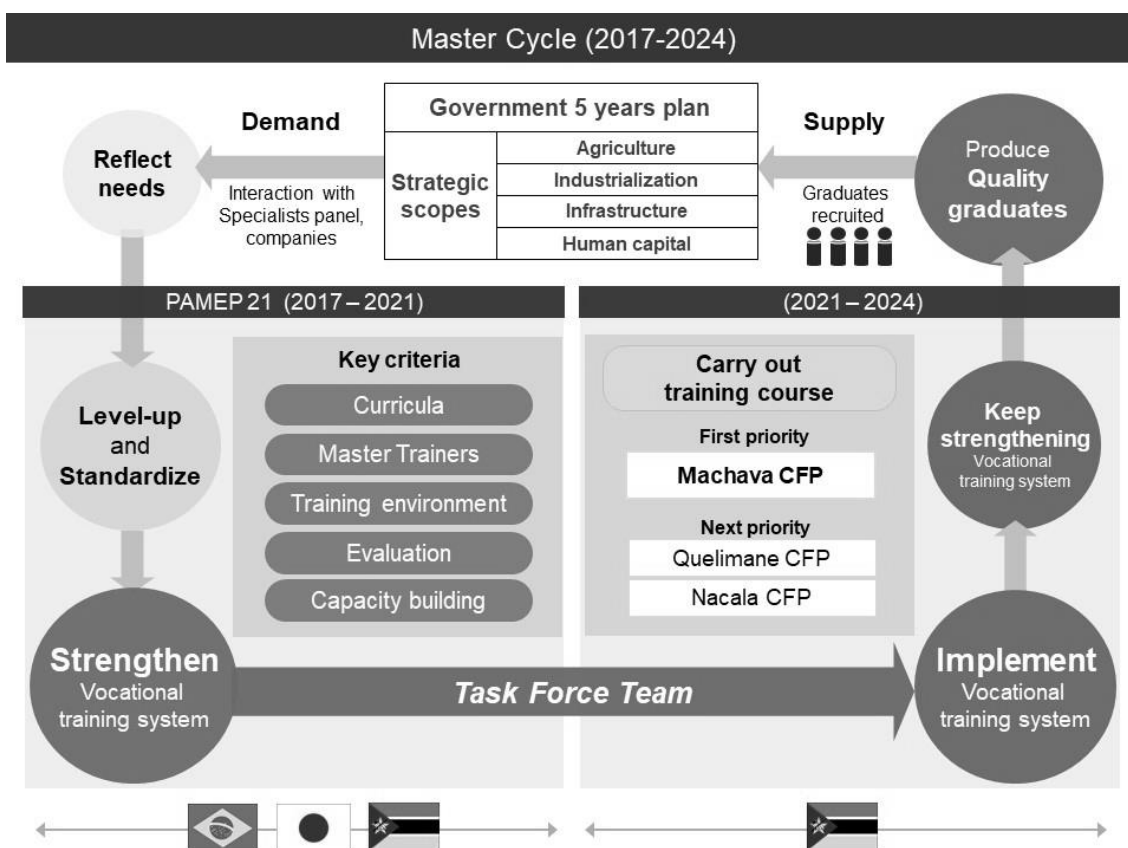 Master Cycle (2017-2024)
Reflect
needs
Demand
Interaction with
Specialists panel,
companies
Government 5 years plan
Strategic
scopes
Agriculture
Industrialization
Infrastructure
Human capital
Supply
Graduates
recruited
Produce
Quality
graduates
PAMEP 21 (2017 – 2021)
Level-up
and
Standardize
Key criteria
Curricula
Master Trainers
Training environment
Evaluation
Capacity building
Strengthen
Vocational
training system
(2021 – 2024)
Carry out
training course
First priority
Machava CFP
Next priority
Quelimane CFP
Nacala CFP
Keep
strengthening
Vocational
training system
Implement
Vocational
training system
Task Force Team